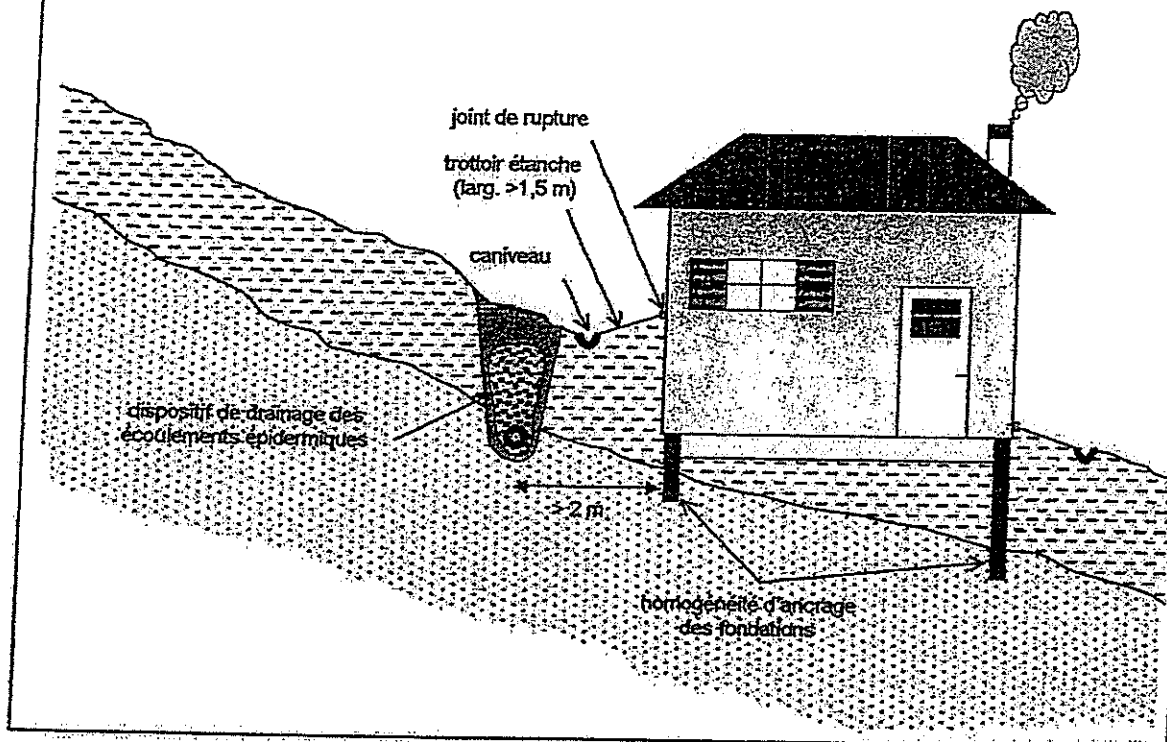 joint de rupture
trottoir étanche
(larg. >1,5 m)
caniveau
dispositif de drainage des
écoulements épidermiques
> 2 m
homogénéité d'ancrage
des fondations